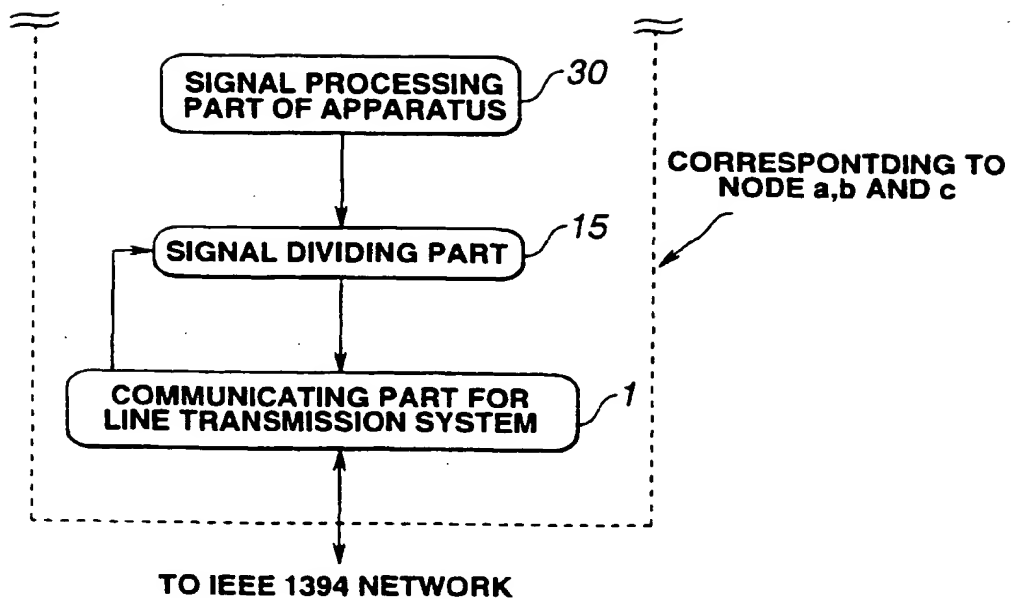 SIGNAL PROCESSING
PART OF APPARATUS
30
CORRESPONTDING TO
NODE a,b AND c
15
SIGNAL DIVIDING PART
COMMUNICATING PART FOR
LINE TRANSMISSION SYSTEM
1
TO IEEE 1394 NETWORK